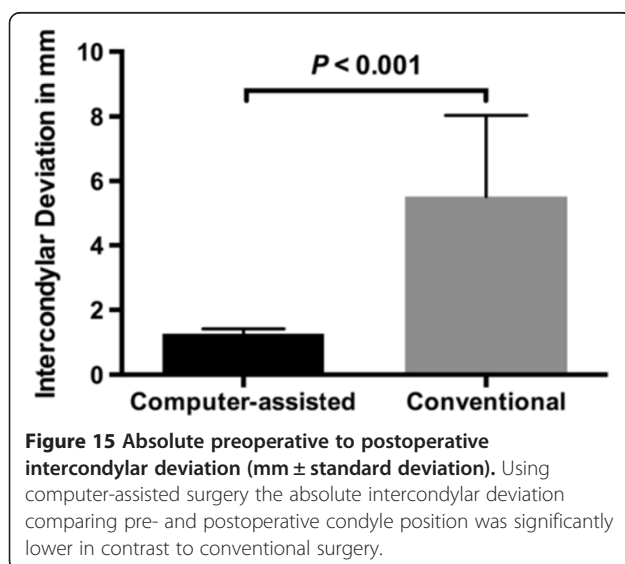 10
P < 0.001
8
6
4
2
0
Intercondylar Deviation in mm
Computer-assisted Conventional
Figure 15 Absolute preoperative to postoperative
intercondylar deviation (mm ± standard deviation). Using
computer-assisted surgery the absolute intercondylar deviation
comparing pre- and postoperative condyle position was significantly
lower in contrast to conventional surgery.